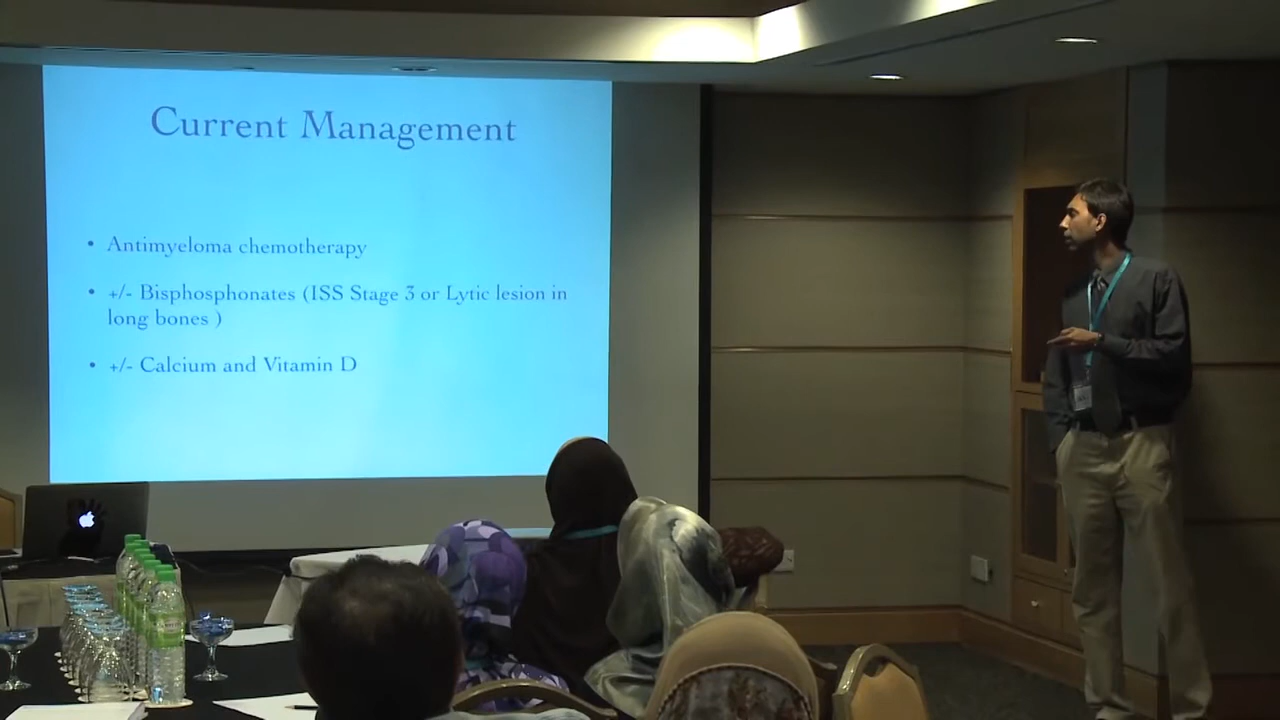 Current Management
• Antimyeloma chemotherapy
• +/- Bisphosphonates (ISS Stage 3 or Lytic lesion in
long bones )
• +/- Calcium and Vitamin D